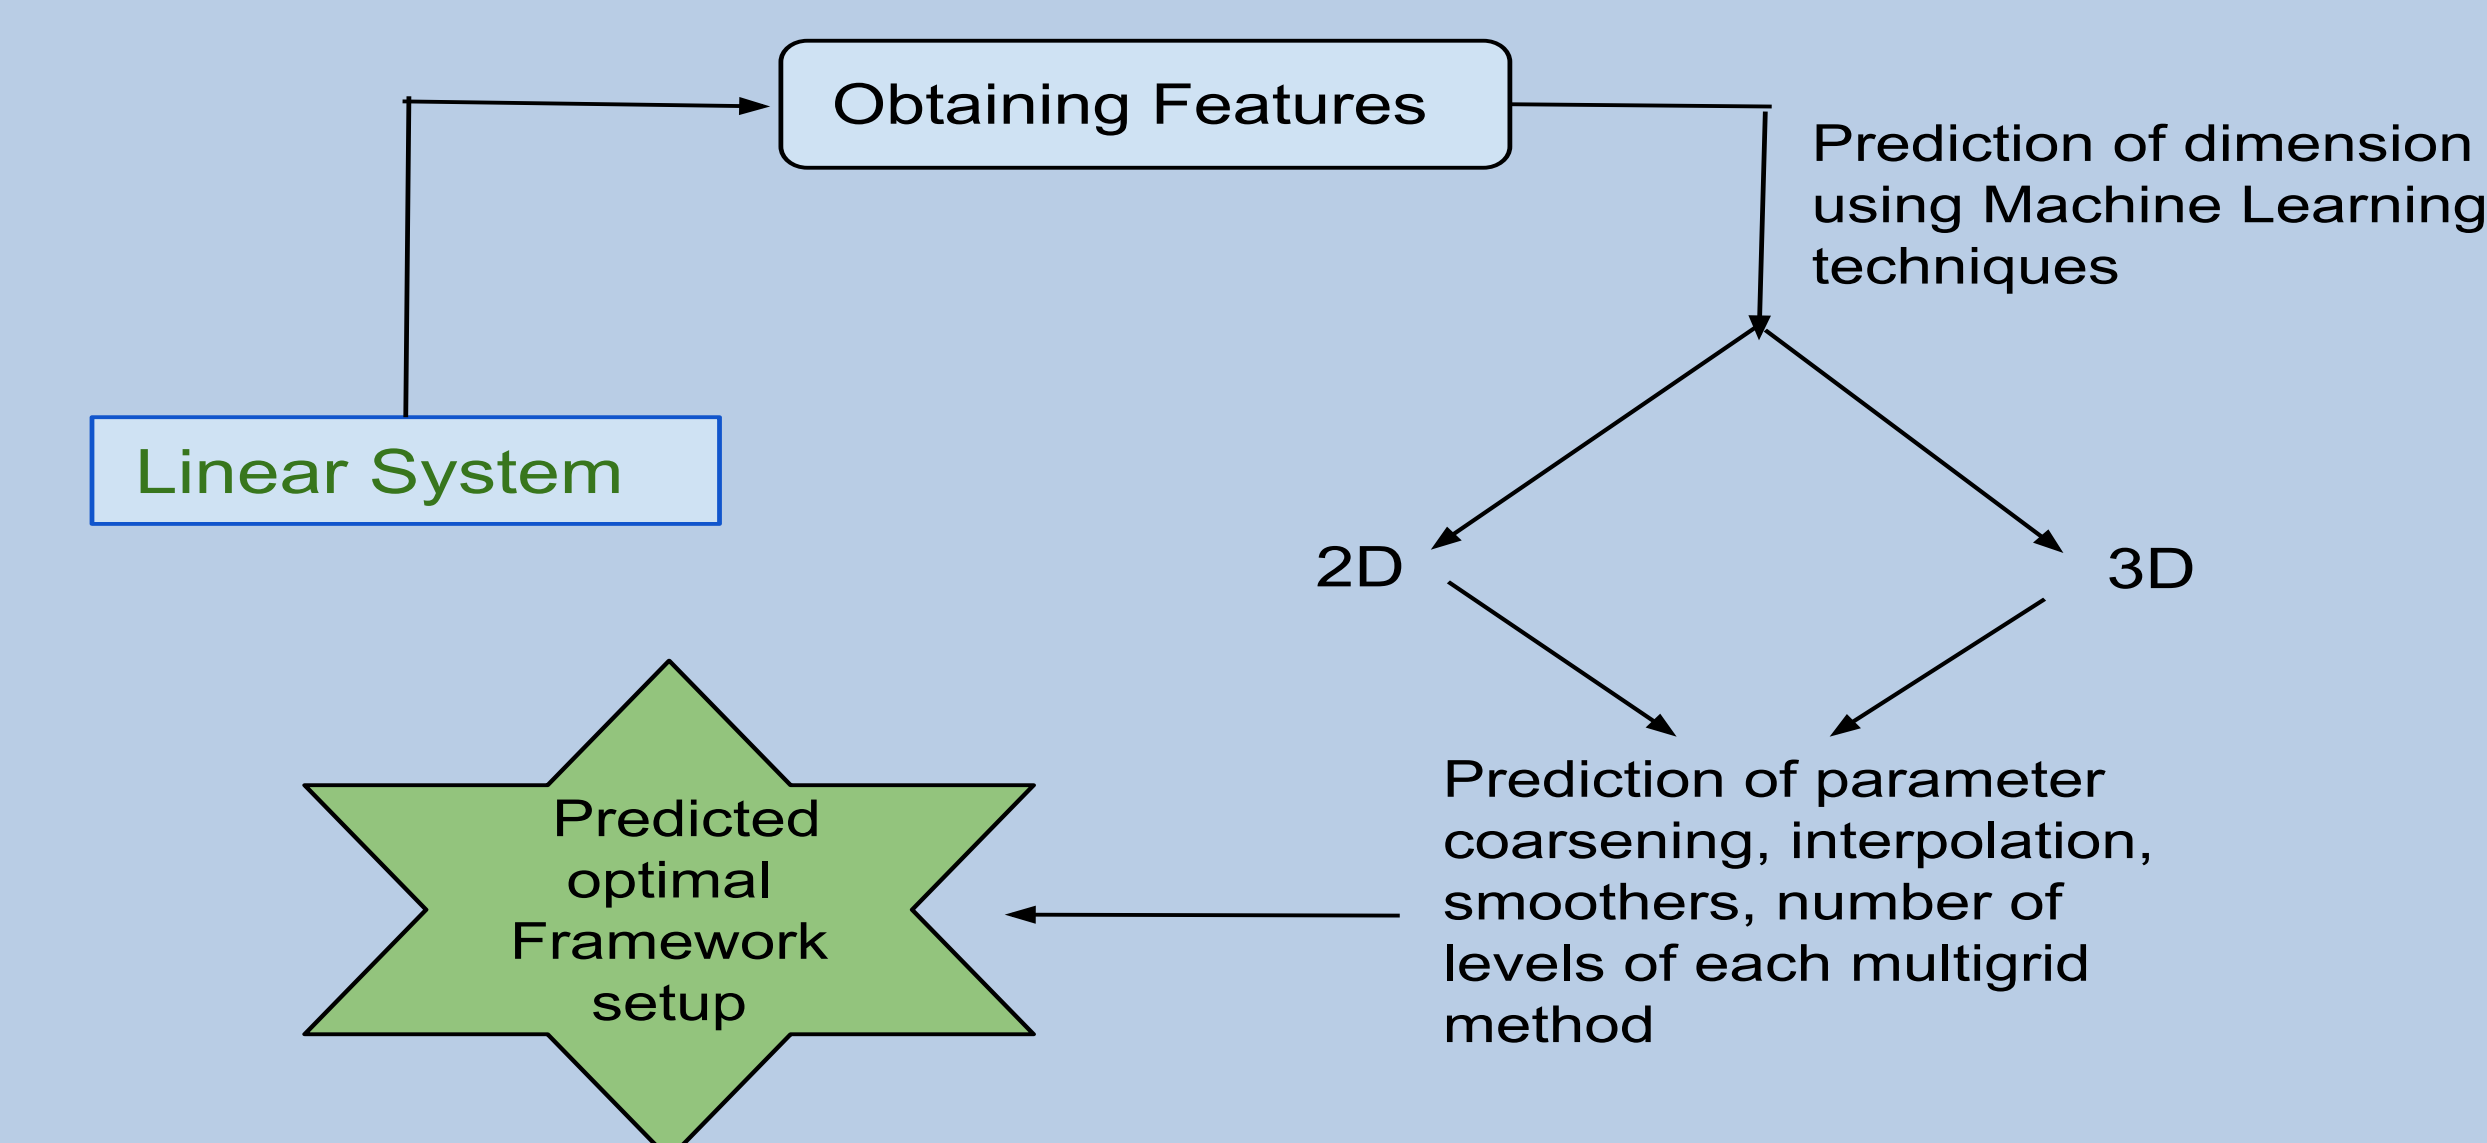 Obtaining Features
Prediction of dimension
using Machine Learning
techniques
Linear System
2D
3D
Prediction of parameter
coarsening, interpolation,
smoothers, number of
levels of each multigrid
method
Predicted
optimal
Framework
setup